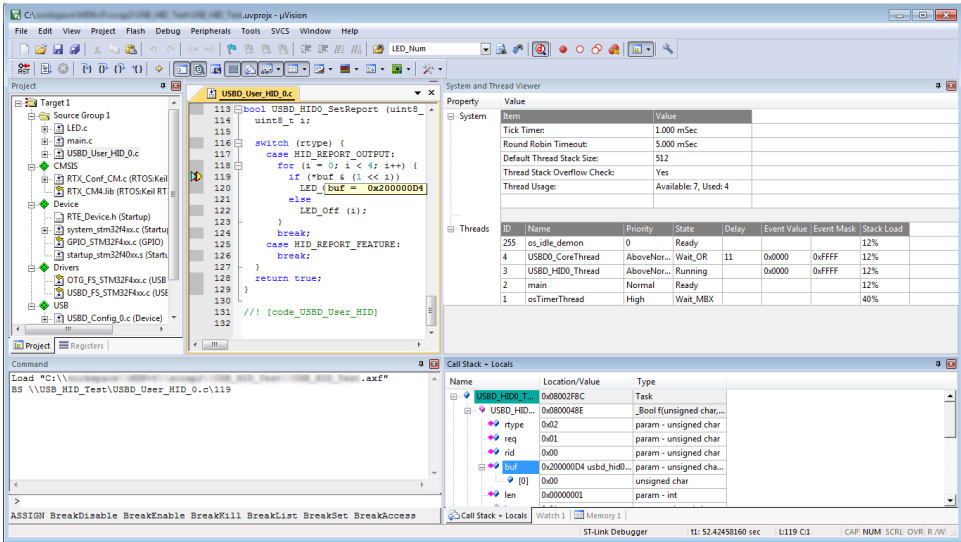 C:\ .uvprojx - µVision
File Edit View Project Flash Debug Peripherals Tools SVCS Window Help
LED_Num
RST
Project
Target 1
Source Group 1
LED.c
main.c
USBD_User_HID_0.c
CMSIS
RTX_Conf_CM.c (RTOS:Keil
RTX_CM4.lib (RTOS:Keil RT
Device
RTE_Device.h (Startup)
system_stm32f4xx.c (Startu
GPIO_STM32F4xx.c (GPIO)
startup_stm32f40xx.s (Startu
Drivers
OTG_FS_STM32F4xx.c (USB
USBD_FS_STM32F4xx.c (USB
USB
USBD_Config_0.c (Device)
Project Registers
USBD_User_HID_0.c
113 bool USBD_HID0_SetReport (uint8_
114 uint8_t i;
115
116 switch (rtype) {
117 case HID_REPORT_OUTPUT:
118 for (i = 0; i < 4; i++) {
119 if (*buf & (1 << i))
120 LED_ buf = 0x200000D4
121 else
122 LED_Off (i);
123 }
124 break;
125 case HID_REPORT_FEATURE:
126 break;
127 }
128 return true;
129 }
130
131 //! [code_USBD_User_HID]
132
System and Thread Viewer
Property Value
System
Item Value
Tick Timer: 1.000 mSec
Round Robin Timeout: 5.000 mSec
Default Thread Stack Size: 512
Thread Stack Overflow Check: Yes
Thread Usage: Available: 7, Used: 4
Threads
ID Name Priority State Delay Event Value Event Mask Stack Load
255 os_idle_demon 0 Ready 12%
4 USBD0_CoreThread AboveNor... Wait_OR 11 0x0000 0xFFFF 12%
3 USBD_HID0_Thread AboveNor... Running 0x0000 0xFFFF 12%
2 main Normal Ready 12%
1 osTimerThread High Wait_MBX 40%
Command
Load "C:\\ .axf"
BS \\USB_HID_Test\USBD_User_HID_0.c\119
>
ASSIGN BreakDisable BreakEnable BreakKill BreakList BreakSet BreakAccess
Call Stack + Locals
Name Location/Value Type
USBD_HID0_T... 0x08002F8C Task
USBD_HID... 0x0800048E _Bool f(unsigned char,...
rtype 0x02 param - unsigned char
req 0x01 param - unsigned char
rid 0x00 param - unsigned char
buf 0x200000D4 usbd_hid0... param - unsigned cha...
[0] 0x00 unsigned char
len 0x00000001 param - int
Call Stack + Locals Watch 1 Memory 1
ST-Link Debugger t1: 52.42458160 sec L:119 C:1 CAP NUM SCRL OVR R/W